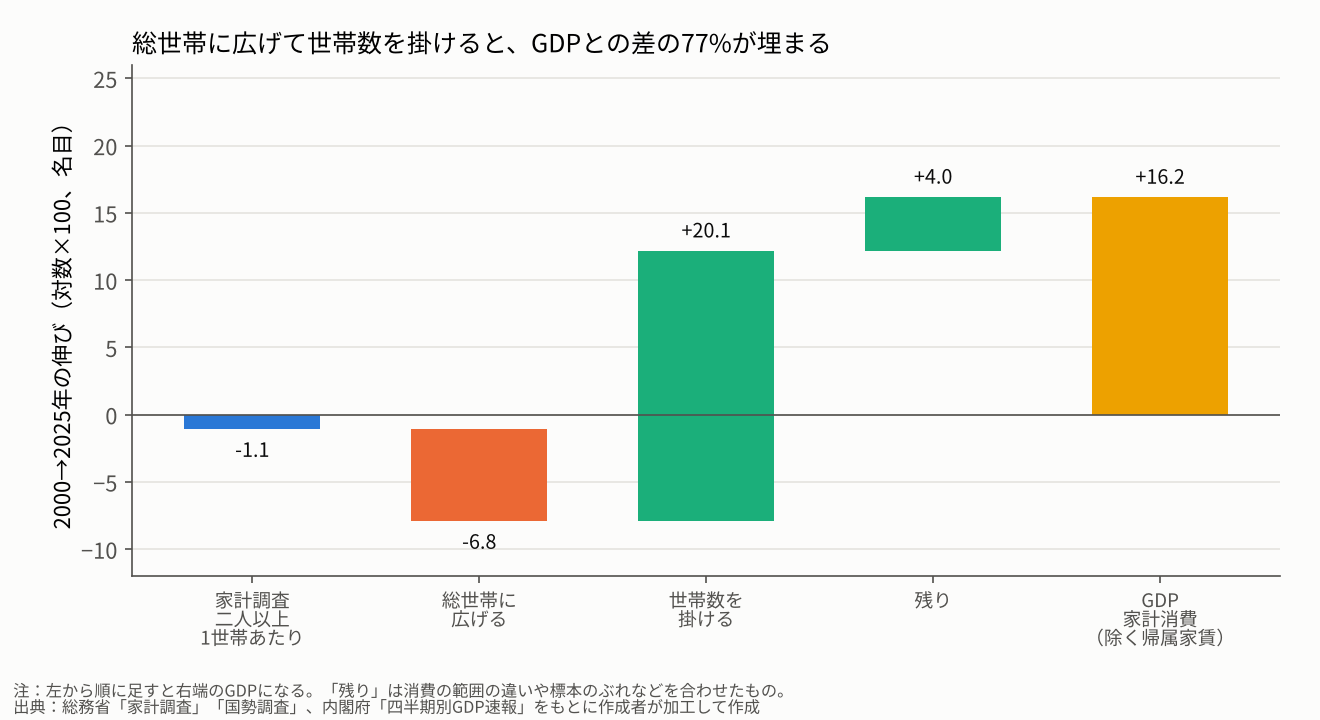 総世帯に広げて世帯数を掛けると、GDPとの差の77%が埋まる
2000→2025年の伸び（対数×100、名目）
25
20
15
10
5
0
−5
−10
-1.1
-6.8
+20.1
+4.0
+16.2
家計調査
二人以上
1世帯あたり
総世帯に
広げる
世帯数を
掛ける
残り
GDP
家計消費
（除く帰属家賃）
注：左から順に足すと右端のGDPになる。「残り」は消費の範囲の違いや標本のぶれなどを合わせたもの。
出典：総務省「家計調査」「国勢調査」、内閣府「四半期別GDP速報」をもとに作成者が加工して作成